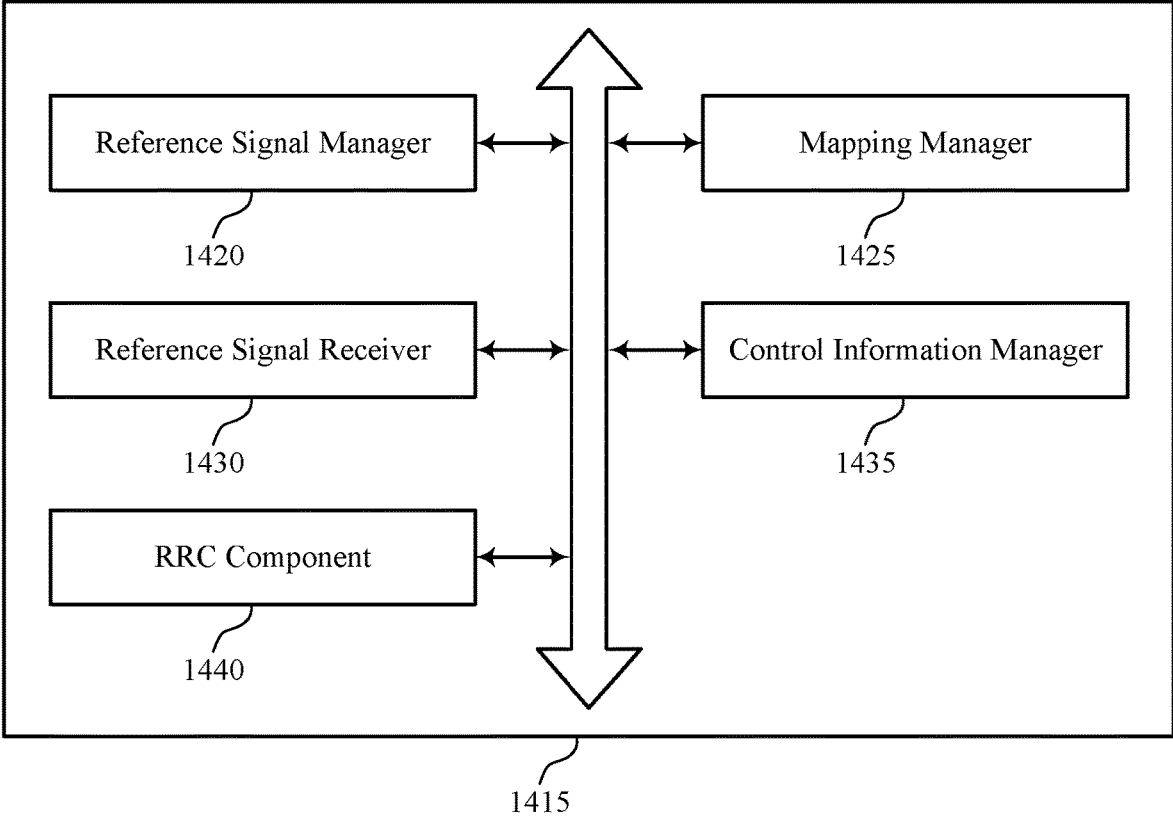 Reference Signal Manager
1420
Mapping Manager
1425
Reference Signal Receiver
1430
Control Information Manager
1435
RRC Component
1440
1415